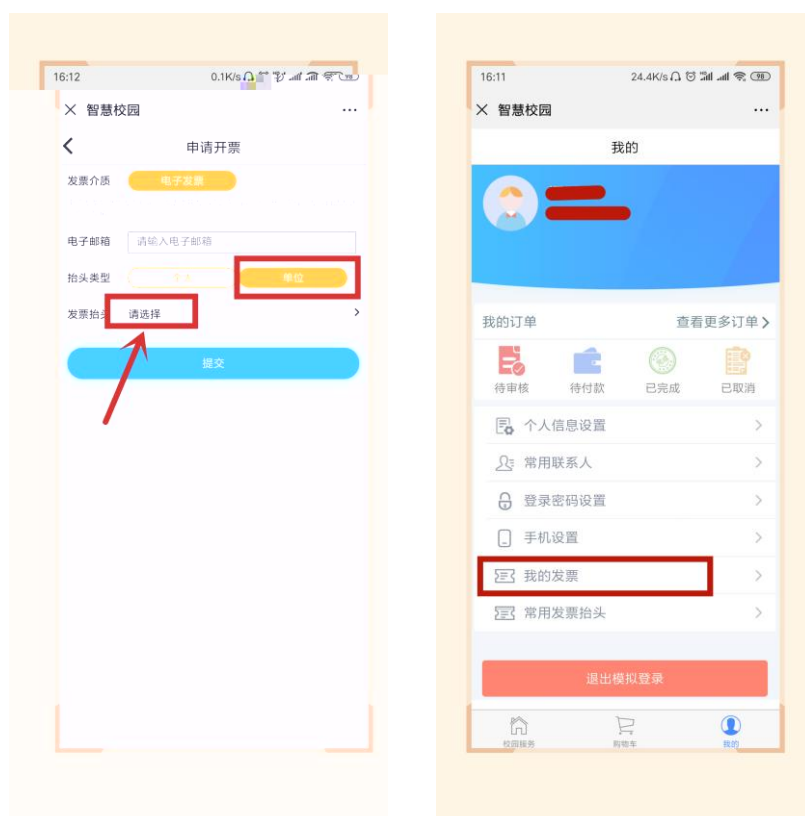 16:12
0.1K/s
智慧校园
申请开票
发票介质
电子发票
电子邮箱
请输入电子邮箱
抬头类型
个人
单位
发票抬头
请选择
提交
16:11
24.4K/s
98
智慧校园
我的
我的订单
查看更多订单
待审核
待付款
已完成
已取消
个人信息设置
常用联系人
登录密码设置
手机设置
我的发票
常用发票抬头
退出模拟登录
校园服务
购物车
我的